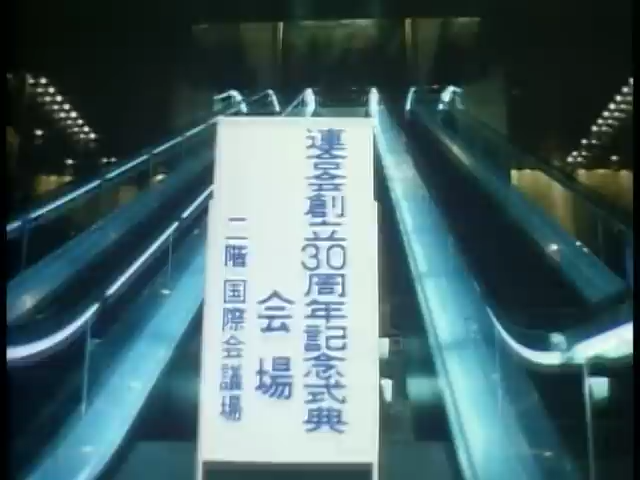 連合会創立30周年記念式典
会場
二階国際会議場